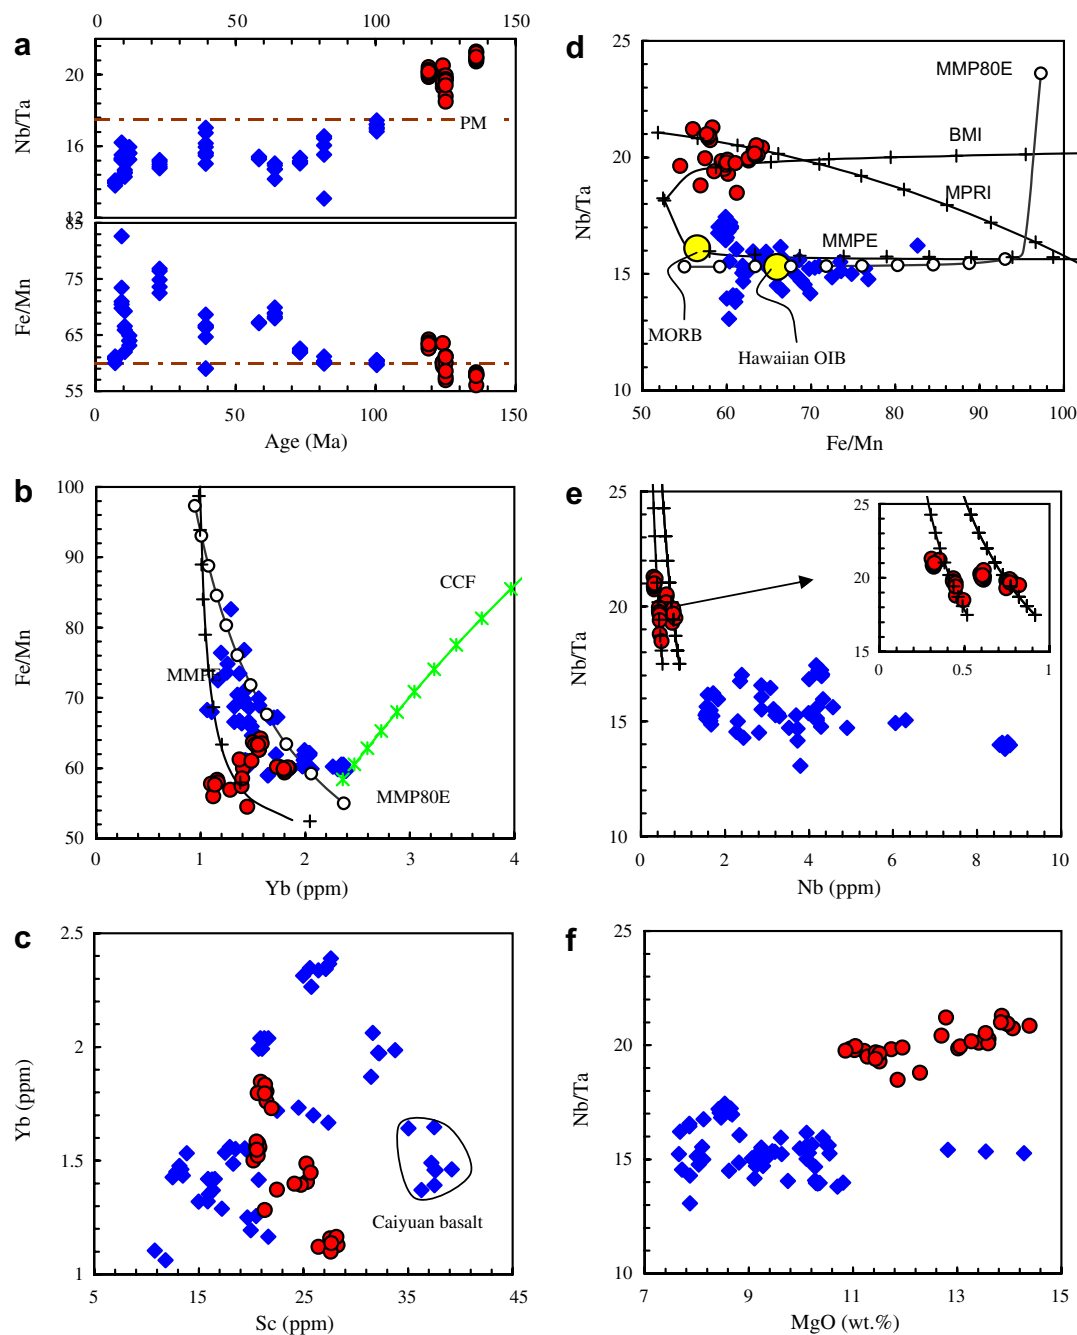 0 50 100 150
a
20
16
12
Nb/Ta
PM
85
75
65
55
Fe/Mn
0 50 100 150
Age (Ma)
d
25
20
15
10
Nb/Ta
MMP80E
BMI
MPRI
MMPE
MORB
Hawaiian OIB
50 60 70 80 90 100
Fe/Mn
b
100
90
80
70
60
50
Fe/Mn
CCF
MMPE
MMP80E
0 1 2 3 4
Yb (ppm)
e
25
20
15
10
Nb/Ta
25
20
15
Nb/Ta
0 0.5 1
0 2 4 6 8 10
Nb (ppm)
c
2.5
2
1.5
1
Yb (ppm)
Caiyuan basalt
5 15 25 35 45
Sc (ppm)
f
25
20
15
10
Nb/Ta
7 9 11 13 15
MgO (wt.%)